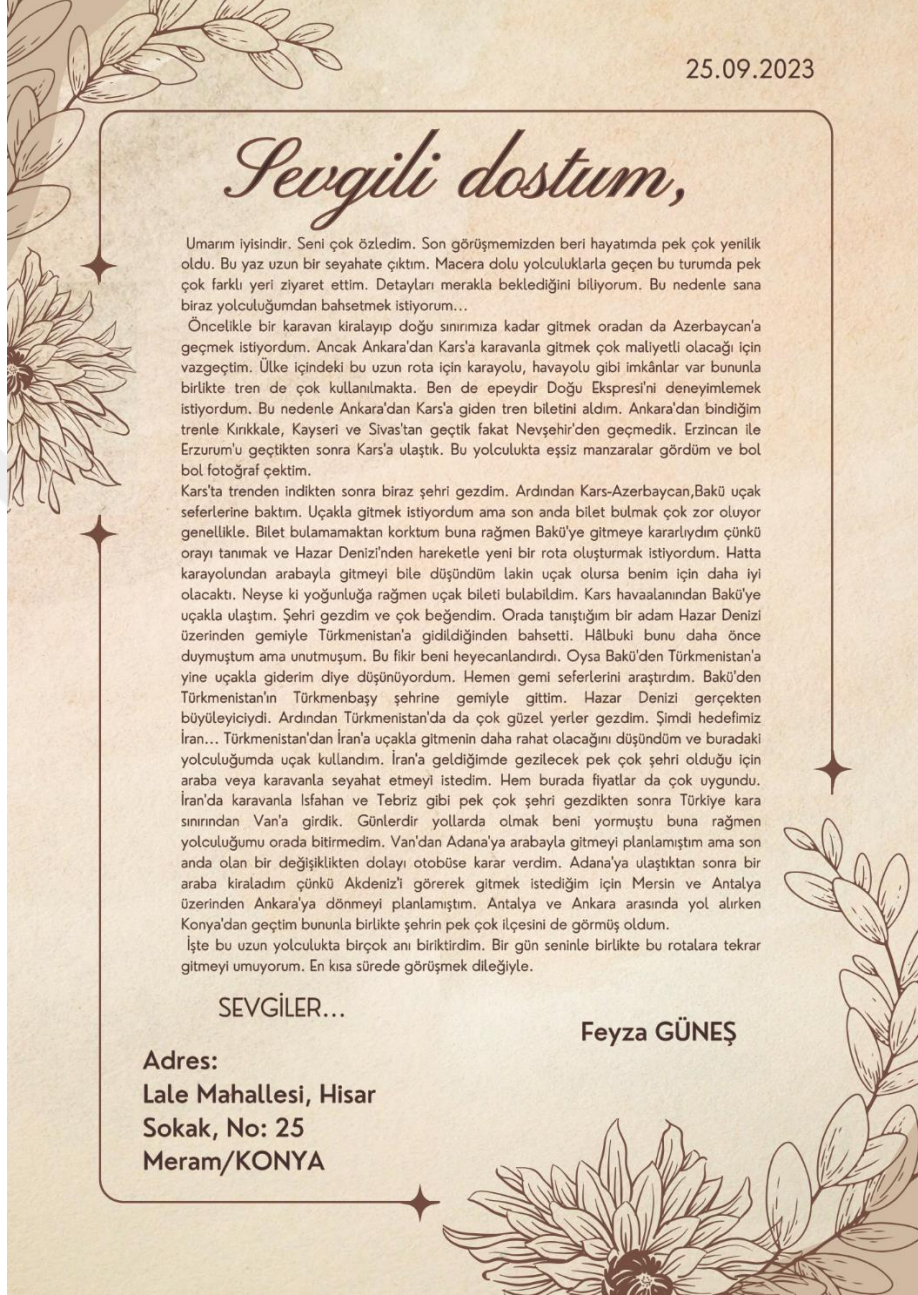 25.09.2023
Sevgili dostum,
Umarım iyisindir. Seni çok özledim. Son görüşmemizden beri hayatımda pek çok yenilik
oldu. Bu yaz uzun bir seyahate çıktım. Macera dolu yolculuklarla geçen bu turumda pek
çok farklı yeri ziyaret ettim. Detayları merakla beklediğini biliyorum. Bu nedenle sana
biraz yolculuğumdan bahsetmek istiyorum...
Öncelikle bir karavan kiralayıp doğu sınırımıza kadar gitmek oradan da Azerbaycan'a
geçmek istiyordum. Ancak Ankara'dan Kars'a karavanla gitmek çok maliyetli olacağı için
vazgeçtim. Ülke içindeki bu uzun rota için karayolu, havayolu gibi imkânlar var bununla
birlikte tren de çok kullanılmakta. Ben de epeydir Doğu Ekspresi'ni deneyimlemek
istiyordum. Bu nedenle Ankara'dan Kars'a giden tren biletini aldım. Ankara'dan bindiğim
trenle Kırıkkale, Kayseri ve Sivas'tan geçtik fakat Nevşehir'den geçmedik. Erzincan ile
Erzurum'u geçtikten sonra Kars'a ulaştık. Bu yolculukta eşsiz manzaralar gördüm ve bol
bol fotoğraf çektim.
Kars'ta trenden indikten sonra biraz şehri gezdim. Ardından Kars-Azerbaycan,Bakü uçak
seferlerine baktım. Uçakla gitmek istiyordum ama son anda bilet bulmak çok zor oluyor
genellikle. Bilet bulamamaktan korktum buna rağmen Bakü'ye gitmeye kararlıydım çünkü
orayı tanımak ve Hazar Denizi'nden hareketle yeni bir rota oluşturmak istiyordum. Hatta
karayolundan arabayla gitmeyi bile düşündüm lakin uçak olursa benim için daha iyi
olacaktı. Neyse ki yoğunluğa rağmen uçak bileti bulabildim. Kars havaalanından Bakü'ye
uçakla ulaştım. Şehri gezdim ve çok beğendim. Orada tanıştığım bir adam Hazar Denizi
üzerinden gemiyle Türkmenistan'a gidildiğinden bahsetti. Hâlbuki bunu daha önce
duymuştum ama unutmuşum. Bu fikir beni heyecanlandırdı. Oysa Bakü'den Türkmenistan'a
yine uçakla giderim diye düşünüyordum. Hemen gemi seferlerini araştırdım. Bakü'den
Türkmenistan'ın Türkmenbaşy şehrine gemiyle gittim. Hazar Denizi gerçekten
büyüleyiciydi. Ardından Türkmenistan'da da çok güzel yerler gezdim. Şimdi hedefimiz
İran... Türkmenistan'dan İran'a uçakla gitmenin daha rahat olacağını düşündüm ve buradaki
yolculuğumda uçak kullandım. İran'a geldiğimde gezilecek pek çok şehri olduğu için
araba veya karavanla seyahat etmeyi istedim. Hem burada fiyatlar da çok uygundu.
İran'da karavanla Isfahan ve Tebriz gibi pek çok şehri gezdikten sonra Türkiye kara
sınırından Van'a girdik. Günlerdir yollarda olmak beni yormuştu buna rağmen
yolculuğumu orada bitirmedim. Van'dan Adana'ya arabayla gitmeyi planlamıştım ama son
anda olan bir değişiklikten dolayı otobüse karar verdim. Adana'ya ulaştıktan sonra bir
araba kiraladım çünkü Akdeniz'i görerek gitmek istediğim için Mersin ve Antalya
üzerinden Ankara'ya dönmeyi planlamıştım. Antalya ve Ankara arasında yol alırken
Konya'dan geçtim bununla birlikte şehrin pek çok ilçesini de görmüş oldum.
İşte bu uzun yolculukta birçok anı biriktirdim. Bir gün seninle birlikte bu rotalara tekrar
gitmeyi umuyorum. En kısa sürede görüşmek dileğiyle.
SEVGİLER...
Feyza GÜNEŞ
Adres:
Lale Mahallesi, Hisar
Sokak, No: 25
Meram/KONYA